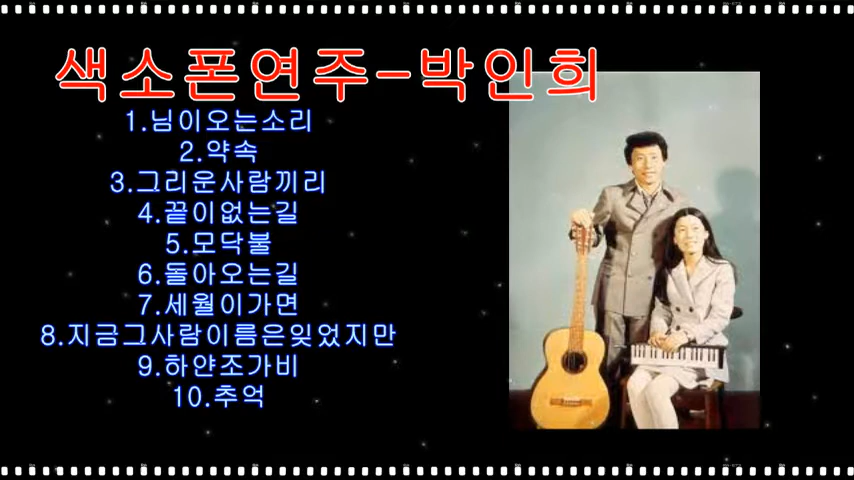 색소폰연주-박인희
1.님이오는소리
2.약속
3.그리운사람끼리
4.끝이없는길
5.모닥불
6.돌아오는길
7.세월이가면
8.지금그사람이름은잊었지만
9.하얀조가비
10.추억